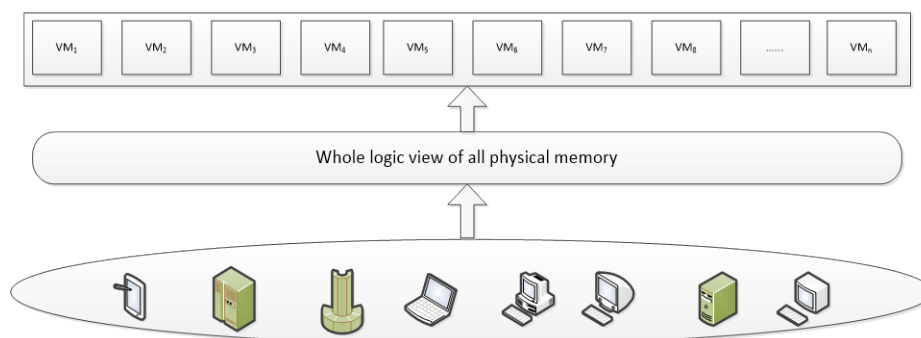 VM₁ VM₂ VM₃ VM₄ VM₅ VM₆ VM₇ VM₈ ...... VMₙ
Whole logic view of all physical memory